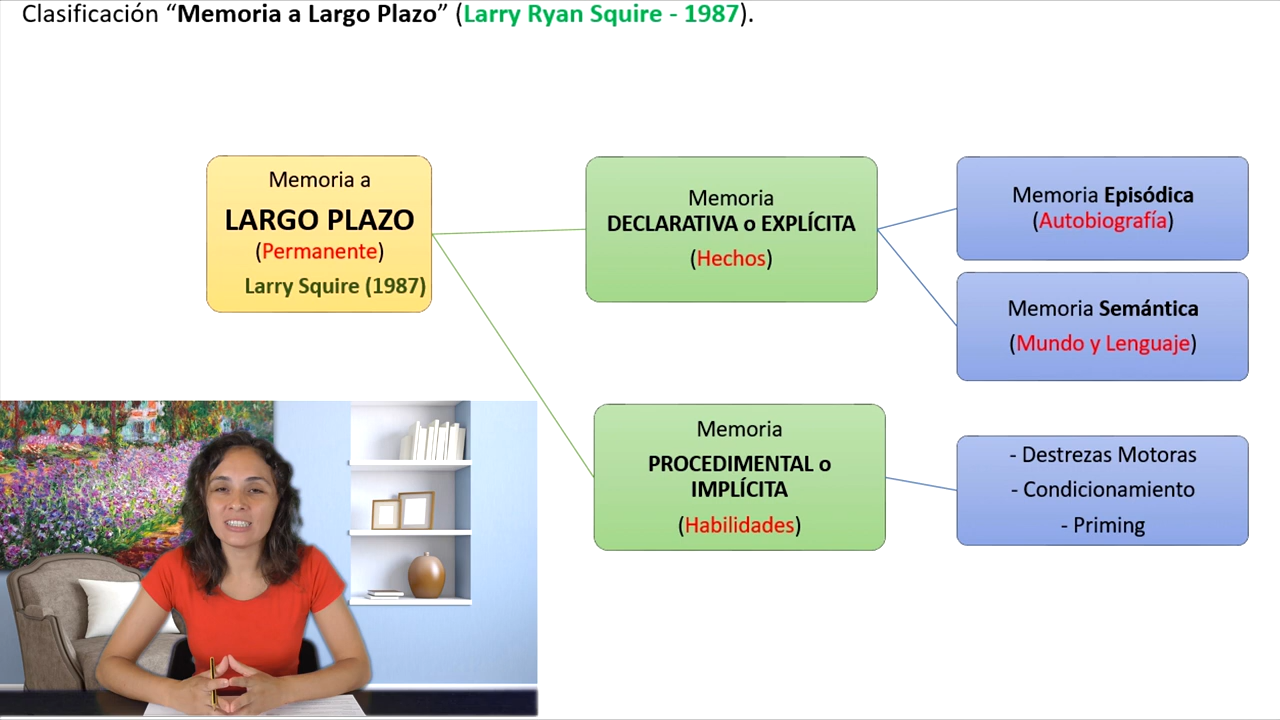 Clasificación “Memoria a Largo Plazo” (Larry Ryan Squire - 1987).
Memoria a
LARGO PLAZO
(Permanente)
Larry Squire (1987)
Memoria
DECLARATIVA o EXPLÍCITA
(Hechos)
Memoria Episódica
(Autobiografía)
Memoria Semántica
(Mundo y Lenguaje)
Memoria
PROCEDIMENTAL o
IMPLÍCITA
(Habilidades)
- Destrezas Motoras
- Condicionamiento
- Priming